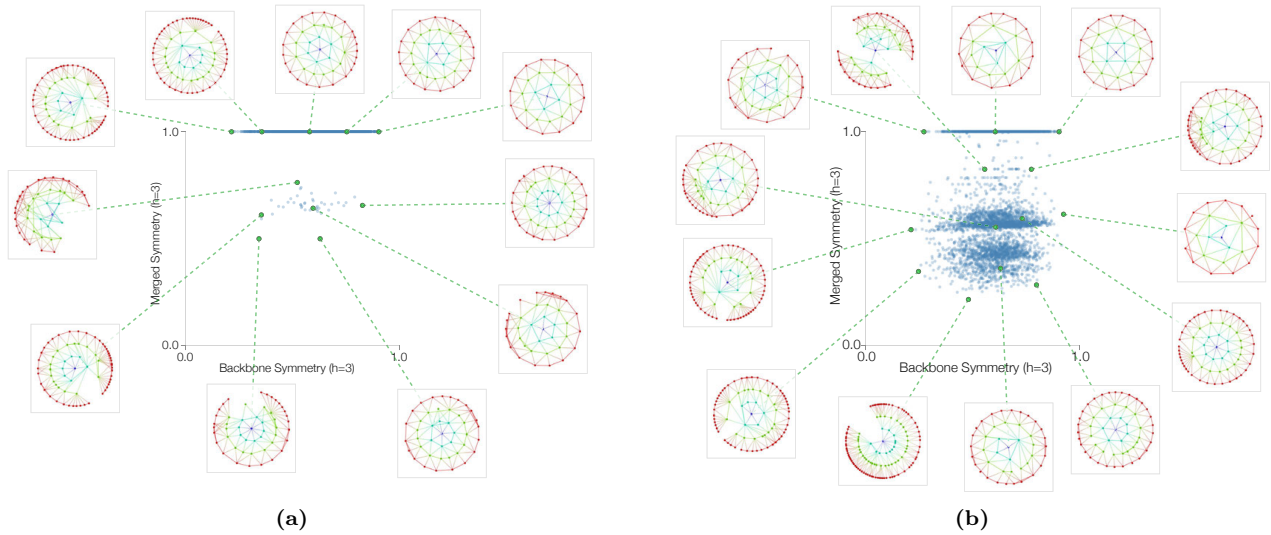 1.0
Merged Symmetry (h=3)
0.0
0.0
1.0
Backbone Symmetry (h=3)
(a)
1.0
Merged Symmetry (h=3)
0.0
0.0
1.0
Backbone Symmetry (h=3)
(b)